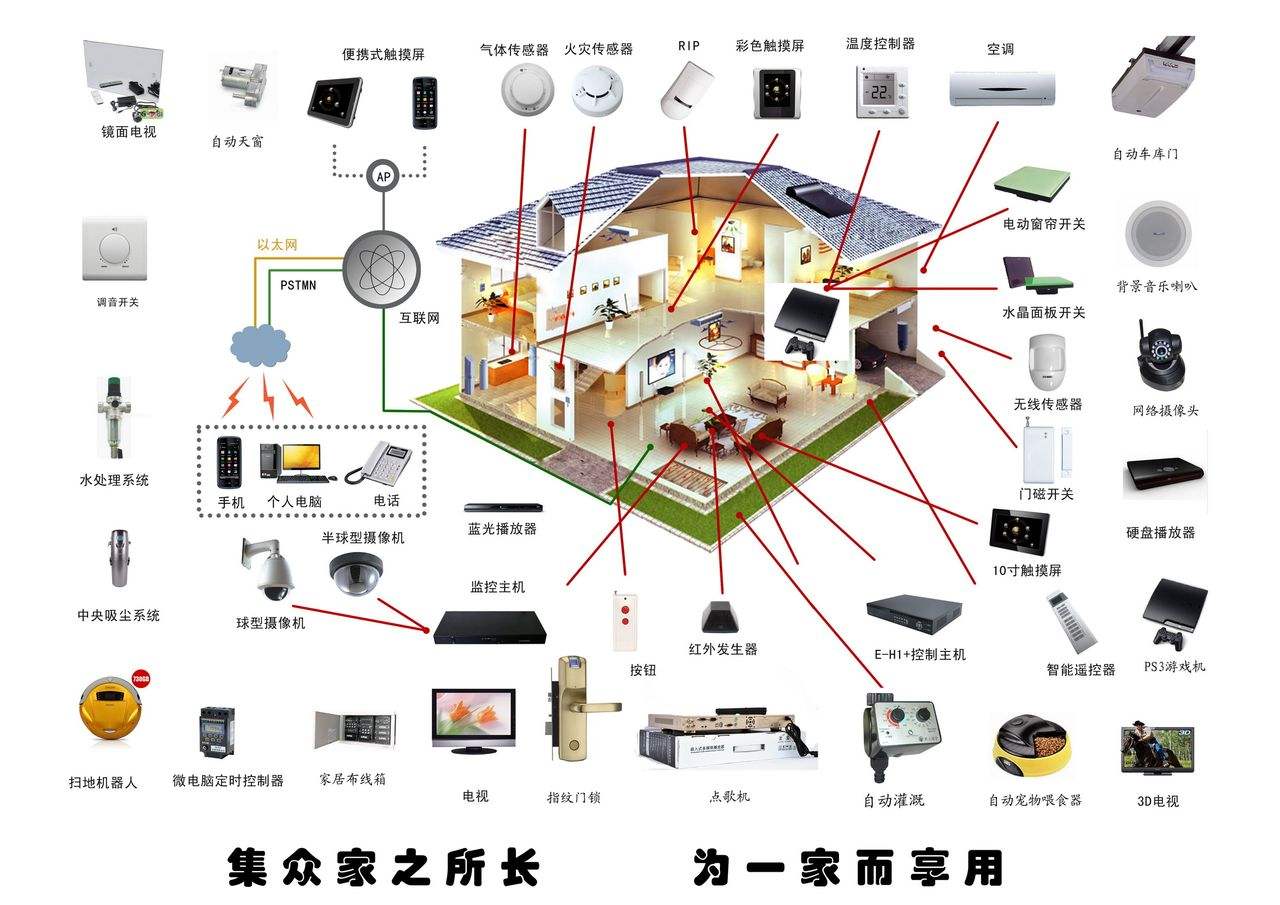 便携式触摸屏
气体传感器
火灾传感器
RIP
彩色触摸屏
温度控制器
空调
22
镜面电视
自动天窗
自动车库门
AP
以太网
PSTMN
互联网
电动窗帘开关
调音开关
背景音乐喇叭
水晶面板开关
无线传感器
网络摄像头
水处理系统
手机
个人电脑
电话
门磁开关
蓝光播放器
硬盘播放器
半球型摄像机
10寸触摸屏
监控主机
中央吸尘系统
球型摄像机
红外发生器
E-H1+控制主机
按钮
智能遥控器
PS3游戏机
730GD
3D
扫地机器人
微电脑定时控制器
家居布线箱
电视
指纹门锁
点歌机
自动灌溉
自动宠物喂食器
3D电视
集众家之所长
为一家而享用